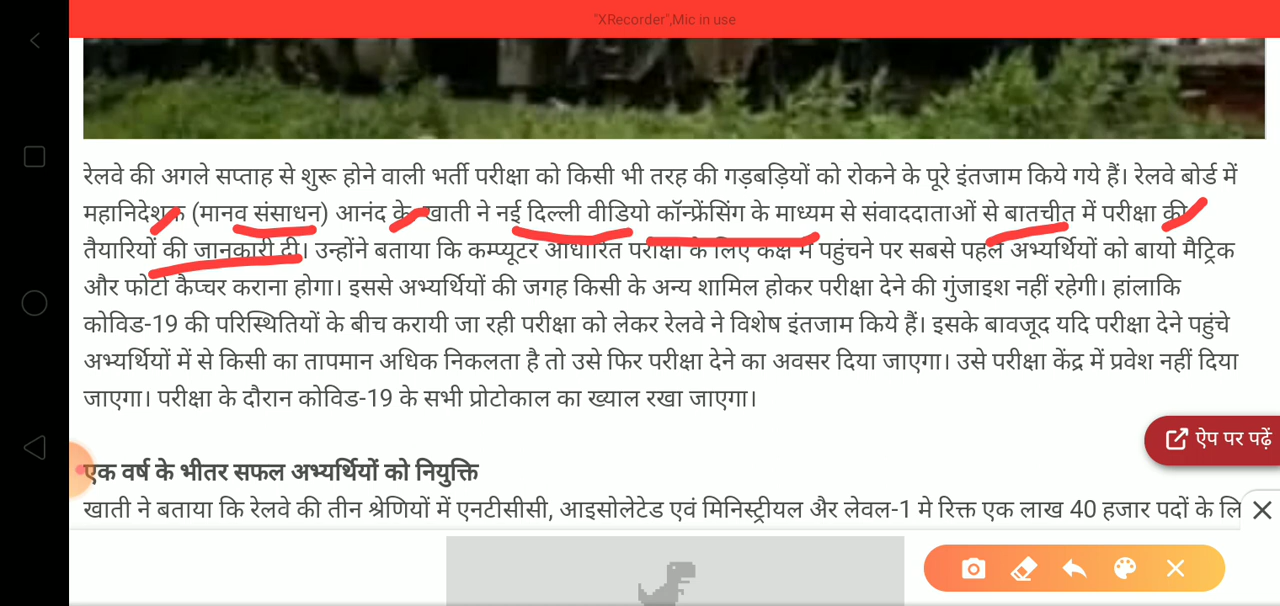 "XRecorder",Mic in use
रेलवे की अगले सप्ताह से शुरू होने वाली भर्ती परीक्षा को किसी भी तरह की गड़बड़ियों को रोकने के पूरे इंतजाम किये गये हैं। रेलवे बोर्ड में
महानिदेशक (मानव संसाधन) आनंद के खाती ने नई दिल्ली वीडियो कॉन्फ्रेंसिंग के माध्यम से संवाददाताओं से बातचीत में परीक्षा की
तैयारियों की जानकारी दी। उन्होंने बताया कि कम्प्यूटर आधारित परीक्षा के लिए कक्ष में पहुंचने पर सबसे पहले अभ्यर्थियों को बायो मैट्रिक
और फोटो कैप्चर कराना होगा। इससे अभ्यर्थियों की जगह किसी के अन्य शामिल होकर परीक्षा देने की गुंजाइश नहीं रहेगी। हांलाकि
कोविड-19 की परिस्थितियों के बीच करायी जा रही परीक्षा को लेकर रेलवे ने विशेष इंतजाम किये हैं। इसके बावजूद यदि परीक्षा देने पहुंचे
अभ्यर्थियों में से किसी का तापमान अधिक निकलता है तो उसे फिर परीक्षा देने का अवसर दिया जाएगा। उसे परीक्षा केंद्र में प्रवेश नहीं दिया
जाएगा। परीक्षा के दौरान कोविड-19 के सभी प्रोटोकाल का ख्याल रखा जाएगा।
ऐप पर पढ़ें
एक वर्ष के भीतर सफल अभ्यर्थियों को नियुक्ति
खाती ने बताया कि रेलवे की तीन श्रेणियों में एनटीसीसी, आइसोलेटेड एवं मिनिस्ट्रीयल अैर लेवल-1 मे रिक्त एक लाख 40 हजार पदों के लि